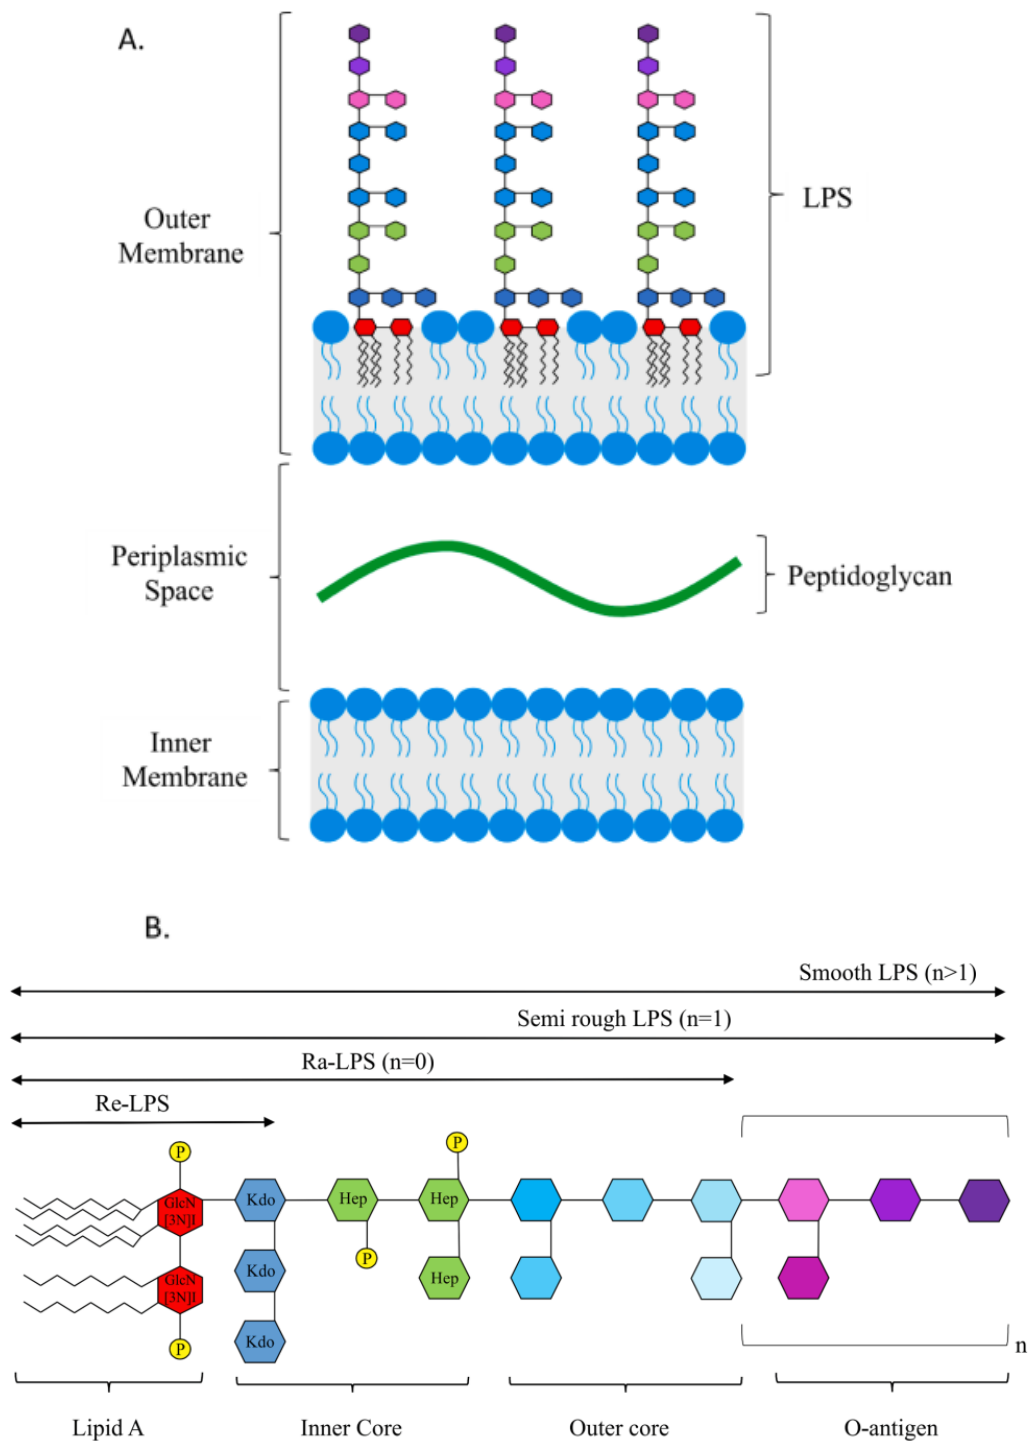 A.
Outer
Membrane
LPS
Periplasmic
Space
Peptidoglycan
Inner
Membrane
B.
Smooth LPS (n>1)
Semi rough LPS (n=1)
Ra-LPS (n=0)
Re-LPS
P
P
GlcN
[3N]I
Kdo
Hep
Hep
P
GlcN
[3N]I
Kdo
Hep
P
Kdo
n
Lipid A
Inner Core
Outer core
O-antigen